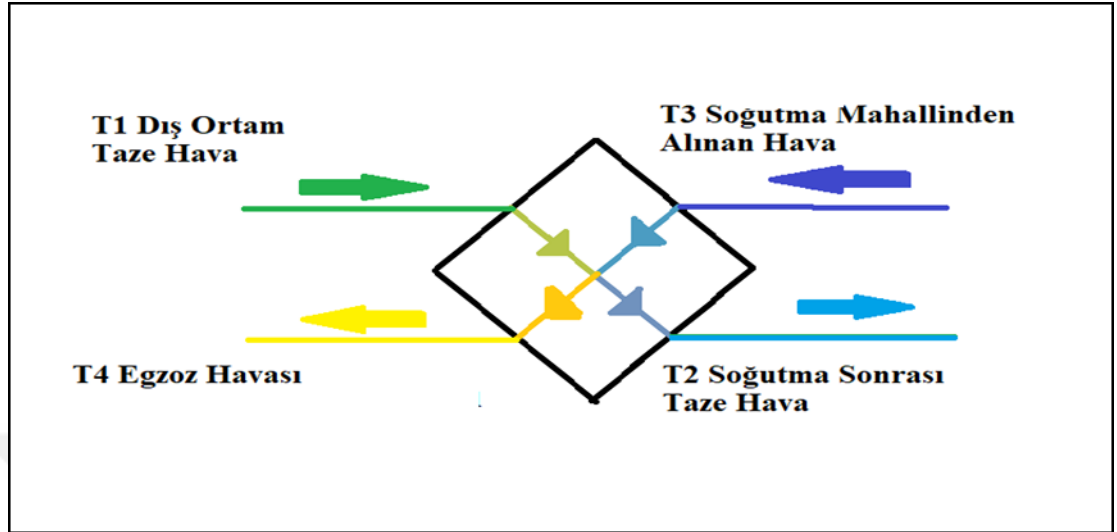 T1 Dış Ortam
Taze Hava
T3 Soğutma Mahallinden
Alınan Hava
T4 Egzoz Havası
T2 Soğutma Sonrası
Taze Hava